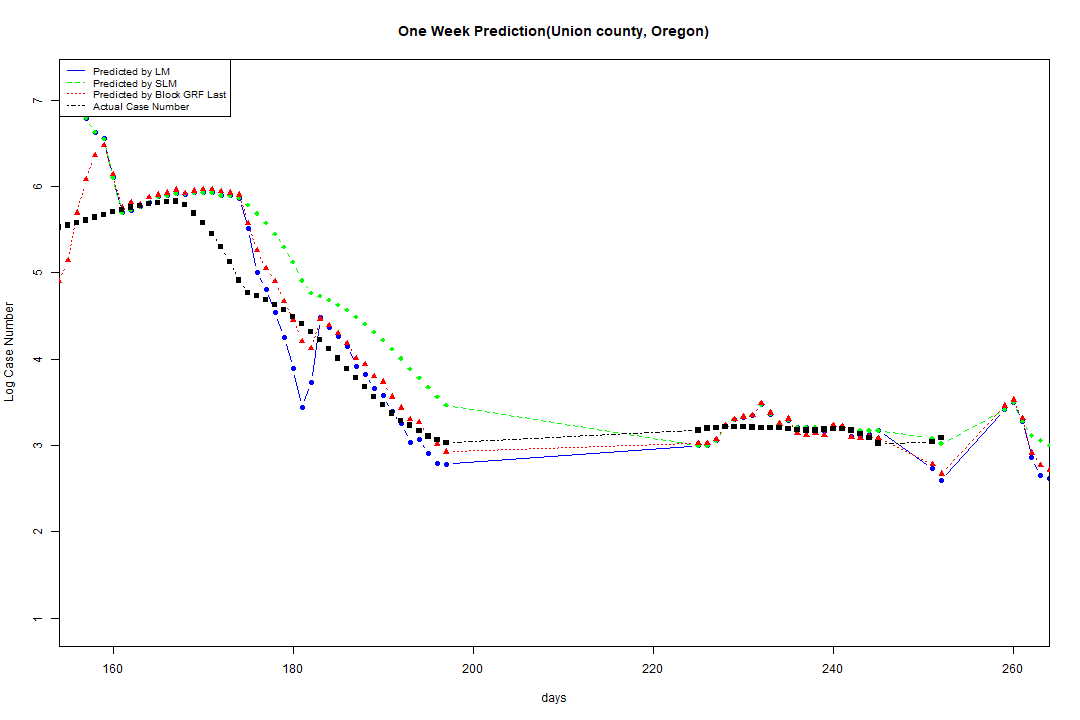 One Week Prediction(Union county, Oregon)
Predicted by LM
Predicted by SLM
Predicted by Block GRF Last
Actual Case Number
7
6
5
4
3
2
1
Log Case Number
160 180 200 220 240 260
days